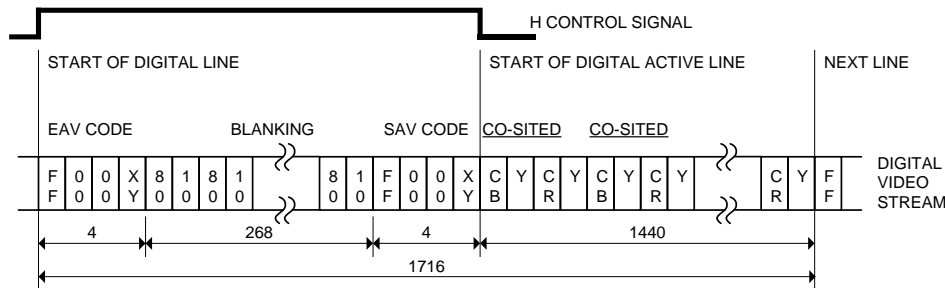 H CONTROL SIGNAL
START OF DIGITAL LINE START OF DIGITAL ACTIVE LINE NEXT LINE
EAV CODE BLANKING SAV CODE CO-SITED CO-SITED
F 0 0 X 8 1 8 1 8 1 F 0 0 X C Y C Y C Y C Y C Y F
F 0 0 Y 0 0 0 0 0 0 F 0 0 Y B R B R R F
DIGITAL
VIDEO
STREAM
4 268 4 1440
1716